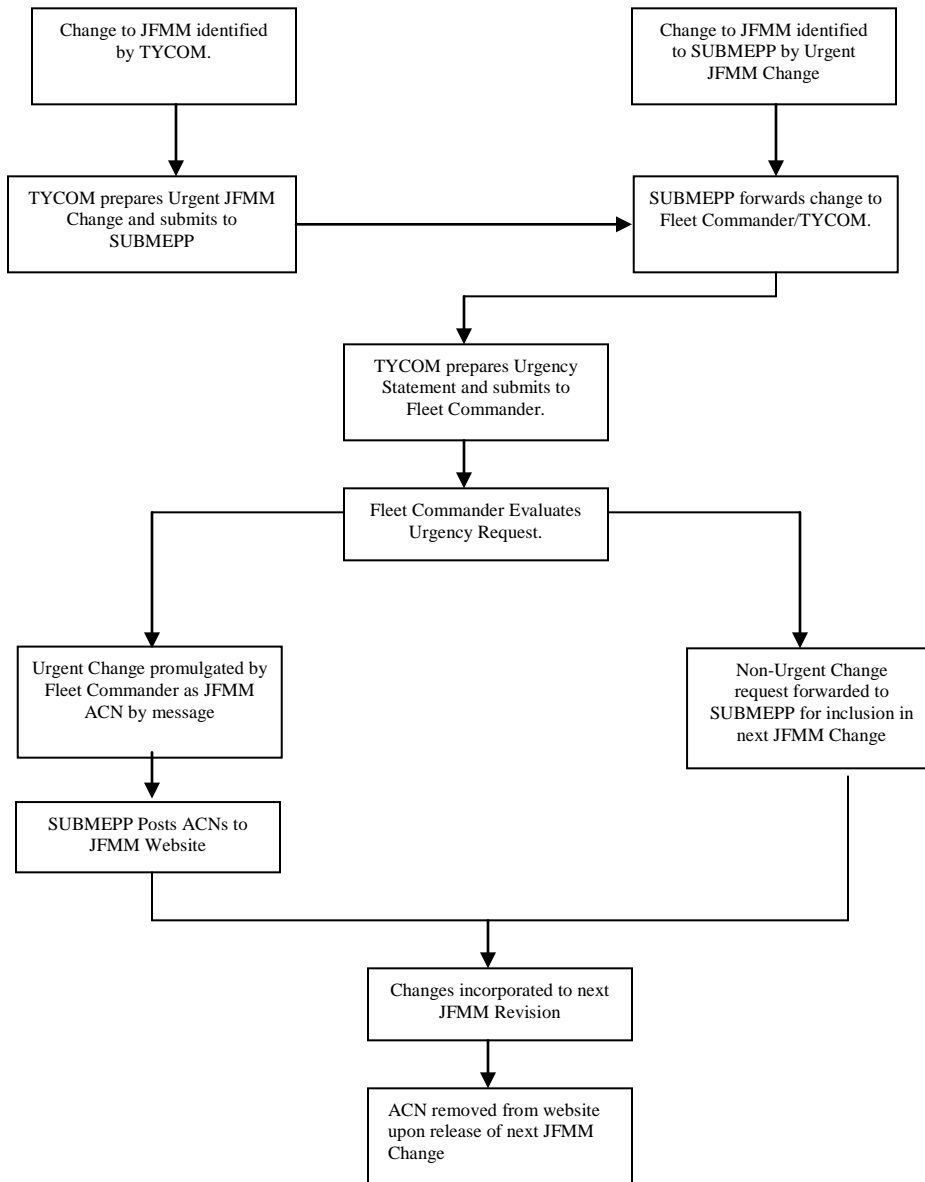 Change to JFMM identified
by TYCOM.
Change to JFMM identified
to SUBMEPP by Urgent
JFMM Change
TYCOM prepares Urgent JFMM
Change and submits to
SUBMEPP
SUBMEPP forwards change to
Fleet Commander/TYCOM.
TYCOM prepares Urgency
Statement and submits to
Fleet Commander.
Fleet Commander Evaluates
Urgency Request.
Urgent Change promulgated by
Fleet Commander as JFMM
ACN by message
Non-Urgent Change
request forwarded to
SUBMEPP for inclusion in
next JFMM Change
SUBMEPP Posts ACNs to
JFMM Website
Changes incorporated to next
JFMM Revision
ACN removed from website
upon release of next JFMM
Change